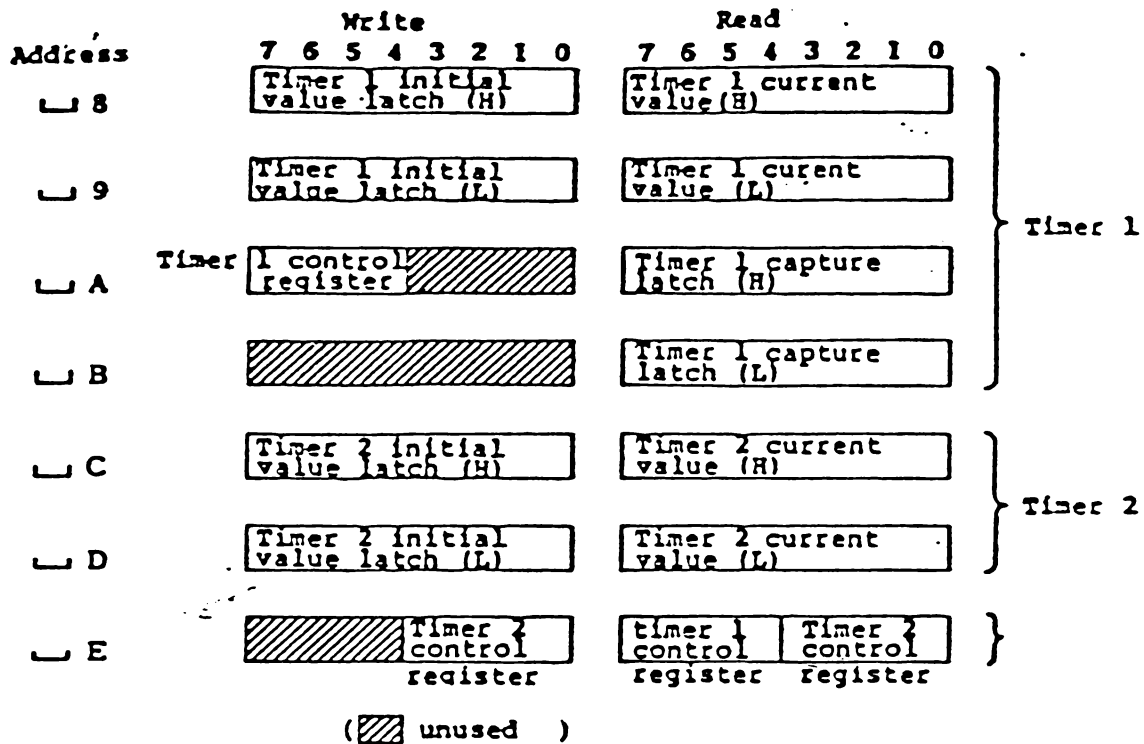 Write Read
Address 7 6 5 4 3 2 1 0 7 6 5 4 3 2 1 0
8 Timer 1 initial Timer 1 current
value latch (H) value(H)
9 Timer 1 initial Timer 1 curent
value latch (L) value (L)
Timer 1
A Timer 1 control Timer 1 capture
register latch (H)
B Timer 1 capture
latch (L)
C Timer 2 initial Timer 2 current
value latch (H) value (H)
Timer 2
D Timer 2 initial Timer 2 current
value latch (L) value (L)
E Timer 2 timer 1 Timer 2
control control control
register register register
( unused )